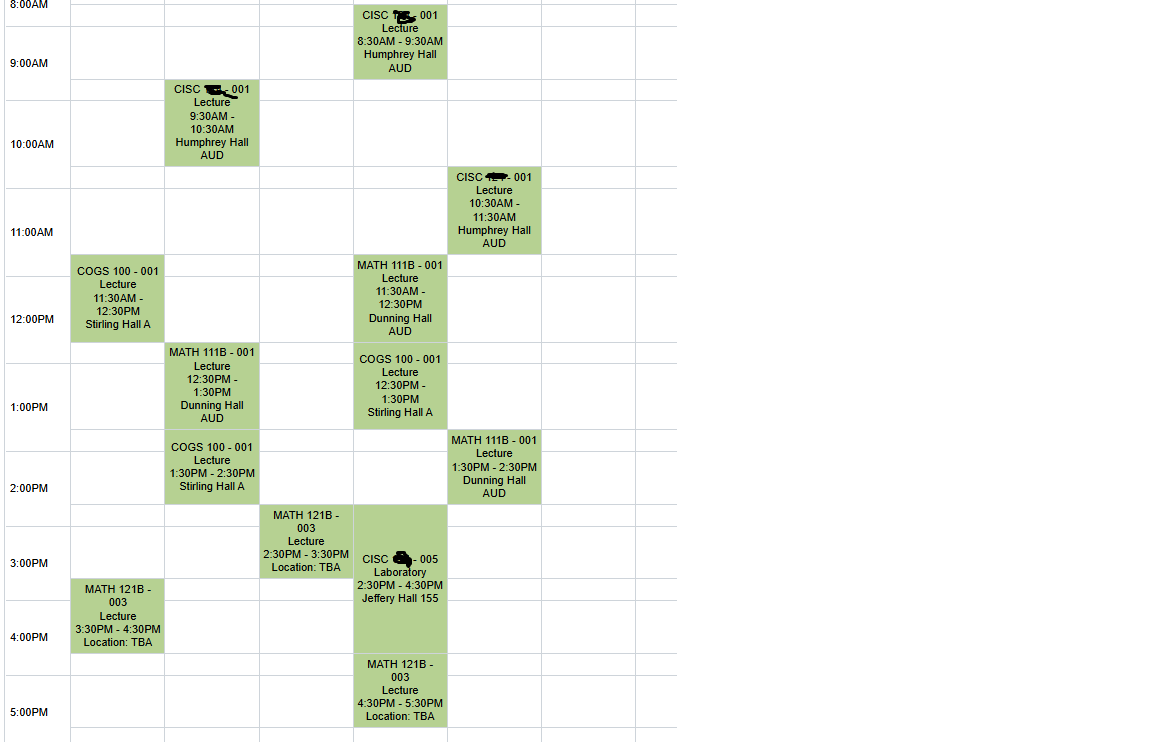 8:00AM
CISC - 001
Lecture
8:30AM - 9:30AM
Humphrey Hall
AUD
9:00AM
CISC - 001
Lecture
9:30AM -
10:30AM
Humphrey Hall
AUD
10:00AM
CISC - 001
Lecture
10:30AM -
11:30AM
Humphrey Hall
AUD
11:00AM
COGS 100 - 001
Lecture
11:30AM -
12:30PM
Stirling Hall A
MATH 111B - 001
Lecture
11:30AM -
12:30PM
Dunning Hall
AUD
12:00PM
MATH 111B - 001
Lecture
12:30PM -
1:30PM
Dunning Hall
AUD
COGS 100 - 001
Lecture
12:30PM -
1:30PM
Stirling Hall A
1:00PM
COGS 100 - 001
Lecture
1:30PM - 2:30PM
Stirling Hall A
MATH 111B - 001
Lecture
1:30PM - 2:30PM
Dunning Hall
AUD
2:00PM
MATH 121B -
003
Lecture
2:30PM - 3:30PM
Location: TBA
CISC - 005
Laboratory
2:30PM - 4:30PM
Jeffery Hall 155
3:00PM
MATH 121B -
003
Lecture
3:30PM - 4:30PM
Location: TBA
4:00PM
MATH 121B -
003
Lecture
4:30PM - 5:30PM
Location: TBA
5:00PM